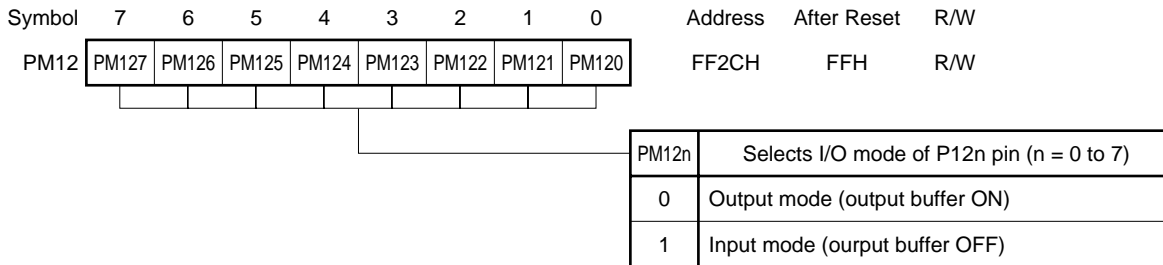 Symbol 7 6 5 4 3 2 1 0 Address After Reset R/W
PM12 PM127 PM126 PM125 PM124 PM123 PM122 PM121 PM120 FF2CH FFH R/W
PM12n Selects I/O mode of P12n pin (n = 0 to 7)
0 Output mode (output buffer ON)
1 Input mode (ourput buffer OFF)